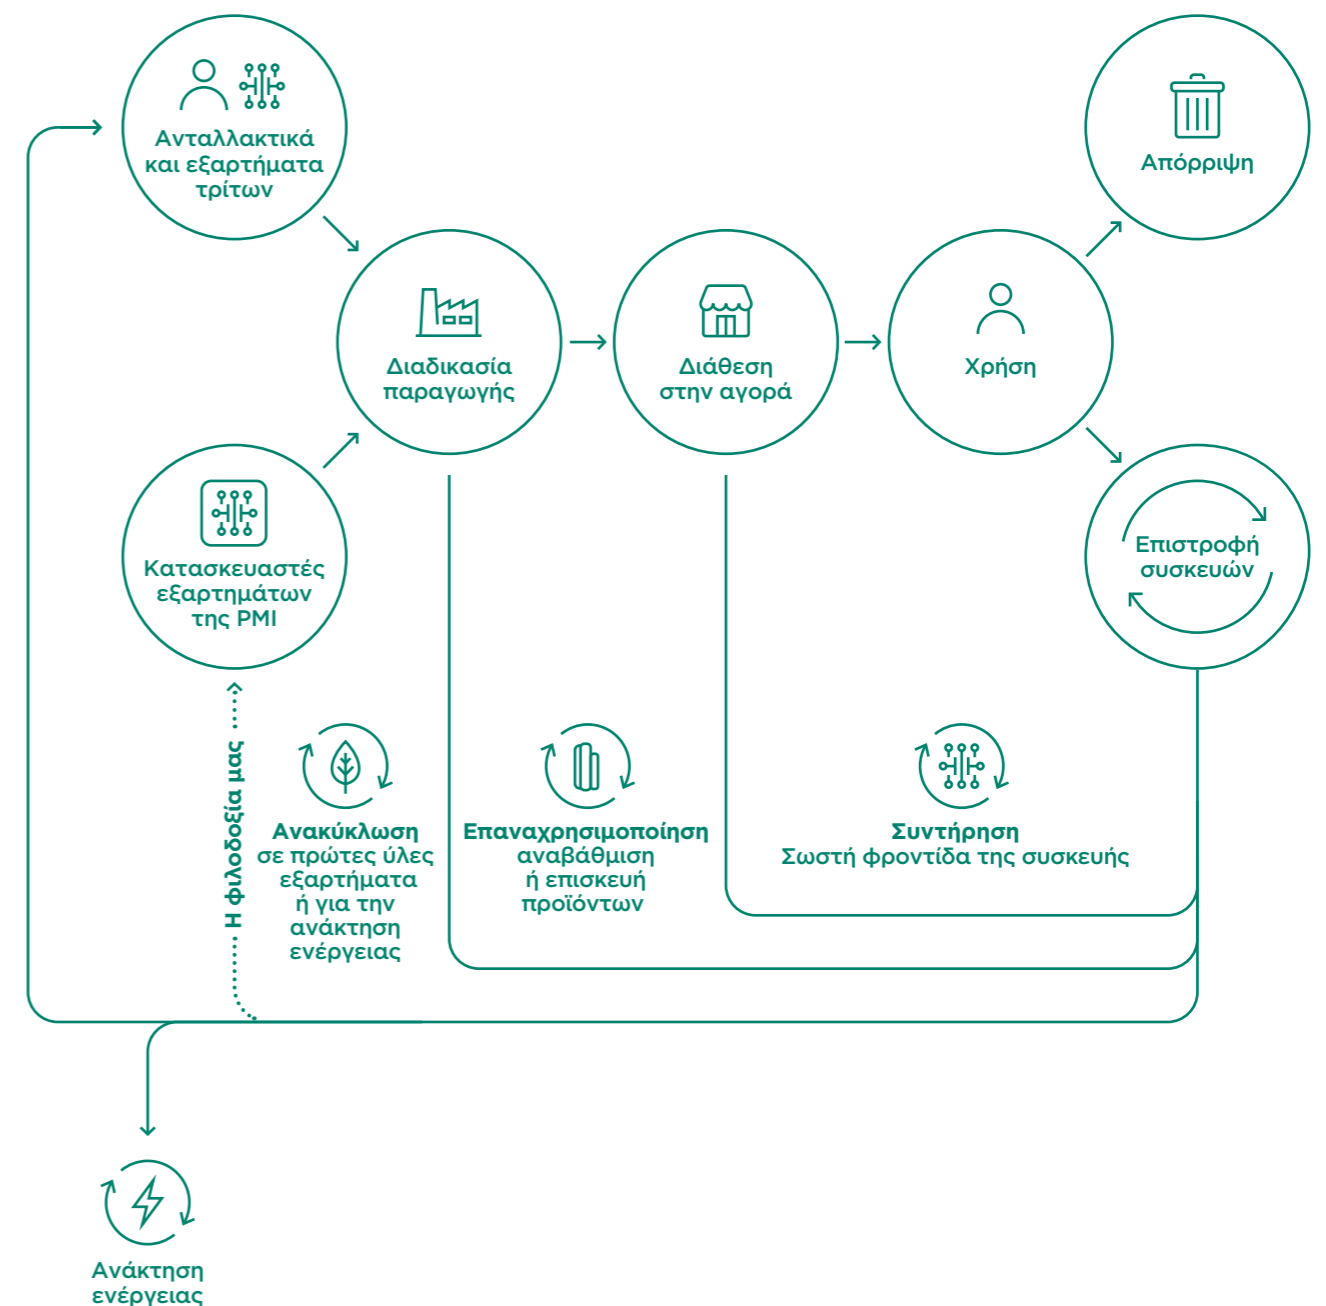 Ανταλλακτικά
και εξαρτήματα
τρίτων
Απόρριψη
Διαδικασία
παραγωγής
Διάθεση
στην αγορά
Χρήση
Κατασκευαστές
εξαρτημάτων
της PMI
Επιστροφή
συσκευών
Η φιλοδοξία μας
Ανακύκλωση
σε πρώτες ύλες
εξαρτήματα
ή για την
ανάκτηση
ενέργειας
Επαναχρησιμοποίηση
αναβάθμιση
ή επισκευή
προϊόντων
Συντήρηση
Σωστή φροντίδα της συσκευής
Ανάκτηση
ενέργειας